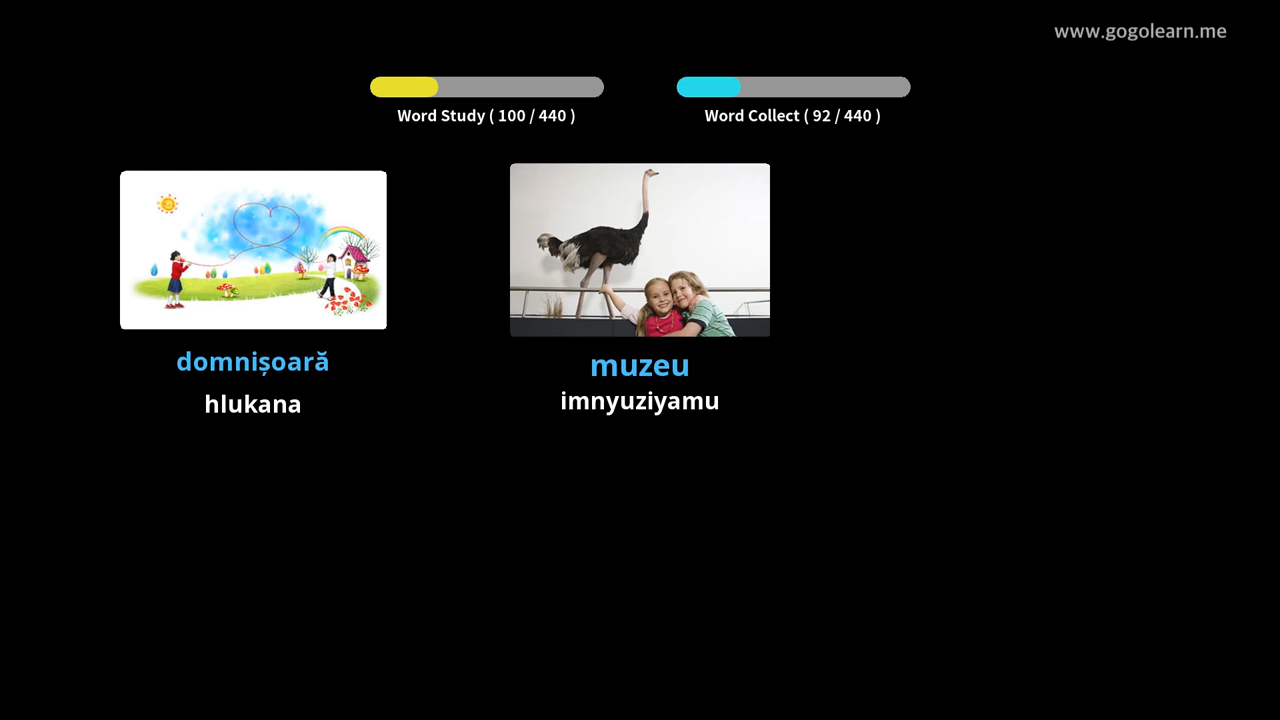 www.gogolearn.me
Word Study ( 100 / 440 )
Word Collect ( 92 / 440 )
domnișoară
hlukana
muzeu
imnyuziyamu